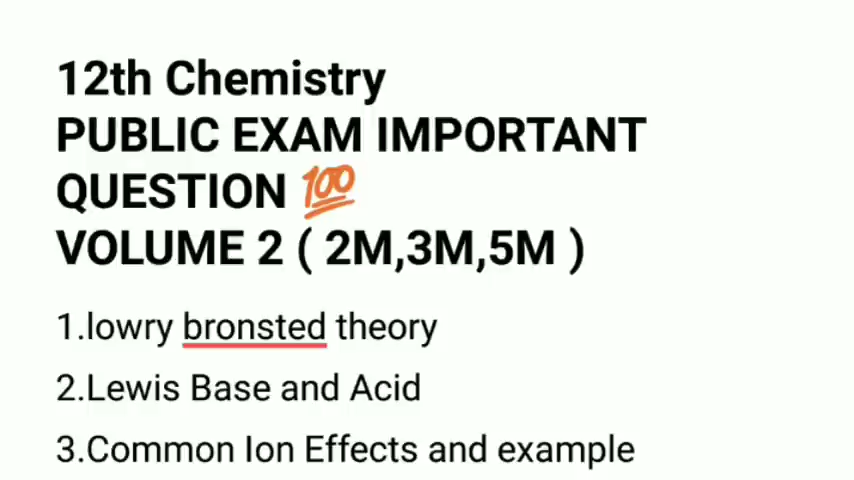 12th Chemistry
PUBLIC EXAM IMPORTANT
QUESTION 💯
VOLUME 2 ( 2M,3M,5M )
1.lowry bronsted theory
2.Lewis Base and Acid
3.Common Ion Effects and example